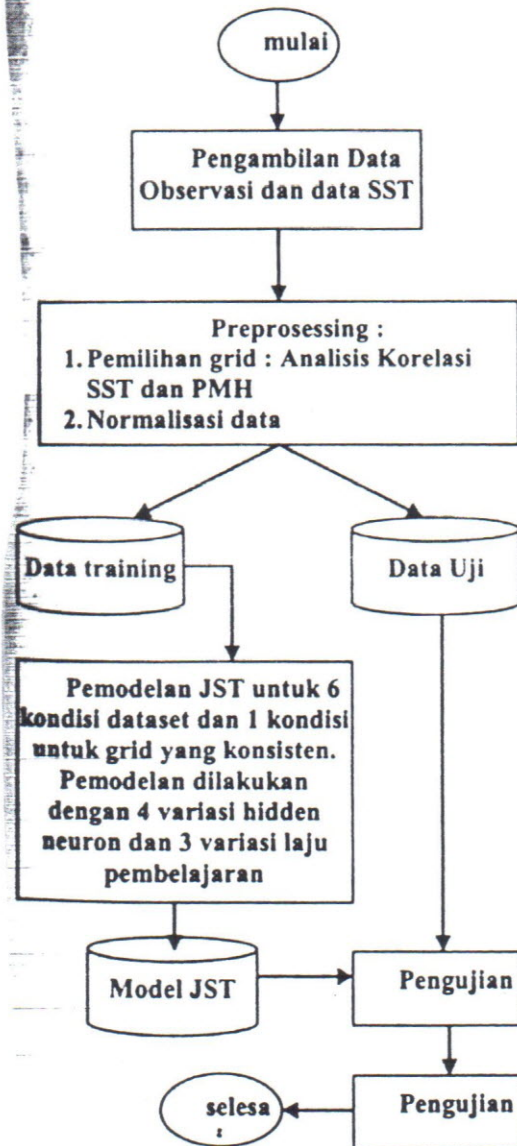 mulai
Pengambilan Data
Observasi dan data SST
Preprosessing :
1. Pemilihan grid : Analisis Korelasi
SST dan PMH
2. Normalisasi data
Data training
Data Uji
Pemodelan JST untuk 6
kondisi dataset dan 1 kondisi
untuk grid yang konsisten.
Pemodelan dilakukan
dengan 4 variasi hidden
neuron dan 3 variasi laju
pembelajaran
Model JST
Pengujian
Pengujian
selesa